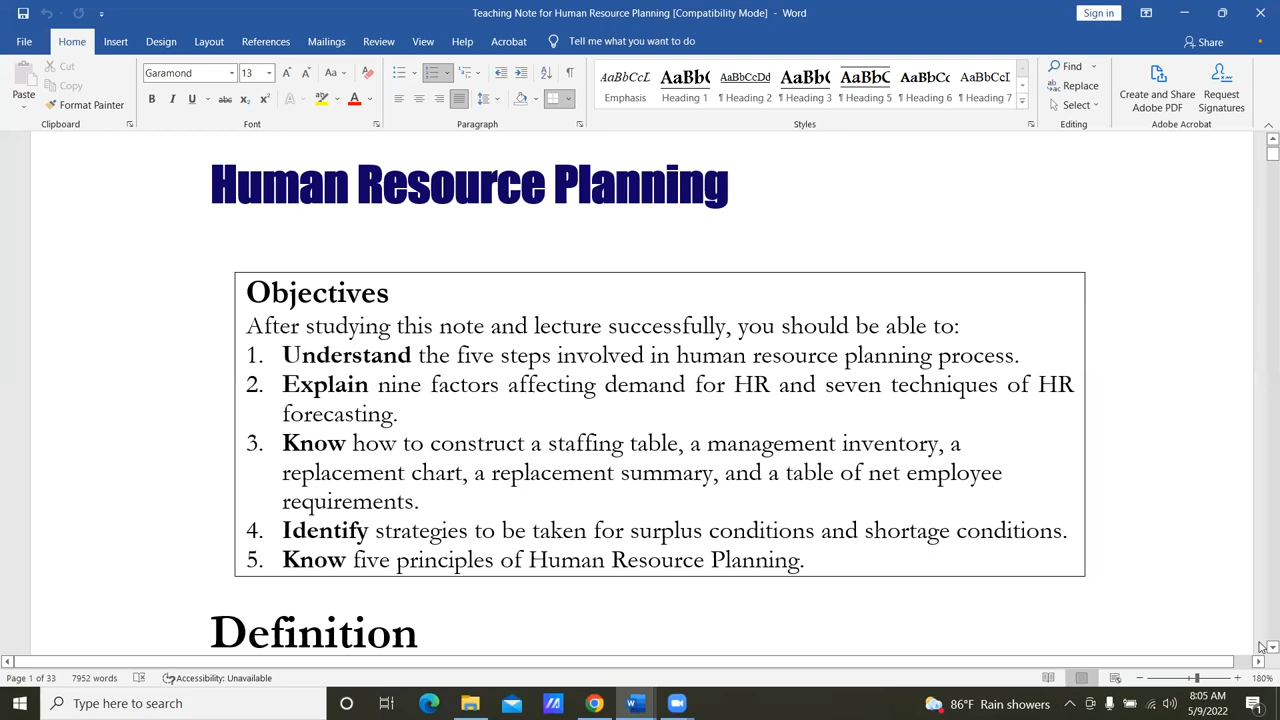 Teaching Note for Human Resource Planning [Compatibility Mode] - Word
Sign in
File Home Insert Design Layout References Mailings Review View Help Acrobat Tell me what you want to do Share
Paste
Cut
Copy
Format Painter
Clipboard
Garamond 13
Font
Paragraph
AaBbCcL AaBb( AaBbCcDd AaBb( AaBbC AaBbCc AaBbCcD
Emphasis Heading 1 ¶ Heading 2 ¶ Heading 3 ¶ Heading 5 ¶ Heading 6 ¶ Heading 7
Styles
Find
Replace
Select
Editing
Create and Share
Adobe PDF
Request
Signatures
Adobe Acrobat
Human Resource Planning
Objectives
After studying this note and lecture successfully, you should be able to:
1. Understand the five steps involved in human resource planning process.
2. Explain nine factors affecting demand for HR and seven techniques of HR
forecasting.
3. Know how to construct a staffing table, a management inventory, a
replacement chart, a replacement summary, and a table of net employee
requirements.
4. Identify strategies to be taken for surplus conditions and shortage conditions.
5. Know five principles of Human Resource Planning.
Definition
Page 1 of 33 7952 words Accessibility: Unavailable 180%
Type here to search
86°F Rain showers
8:05 AM
5/9/2022